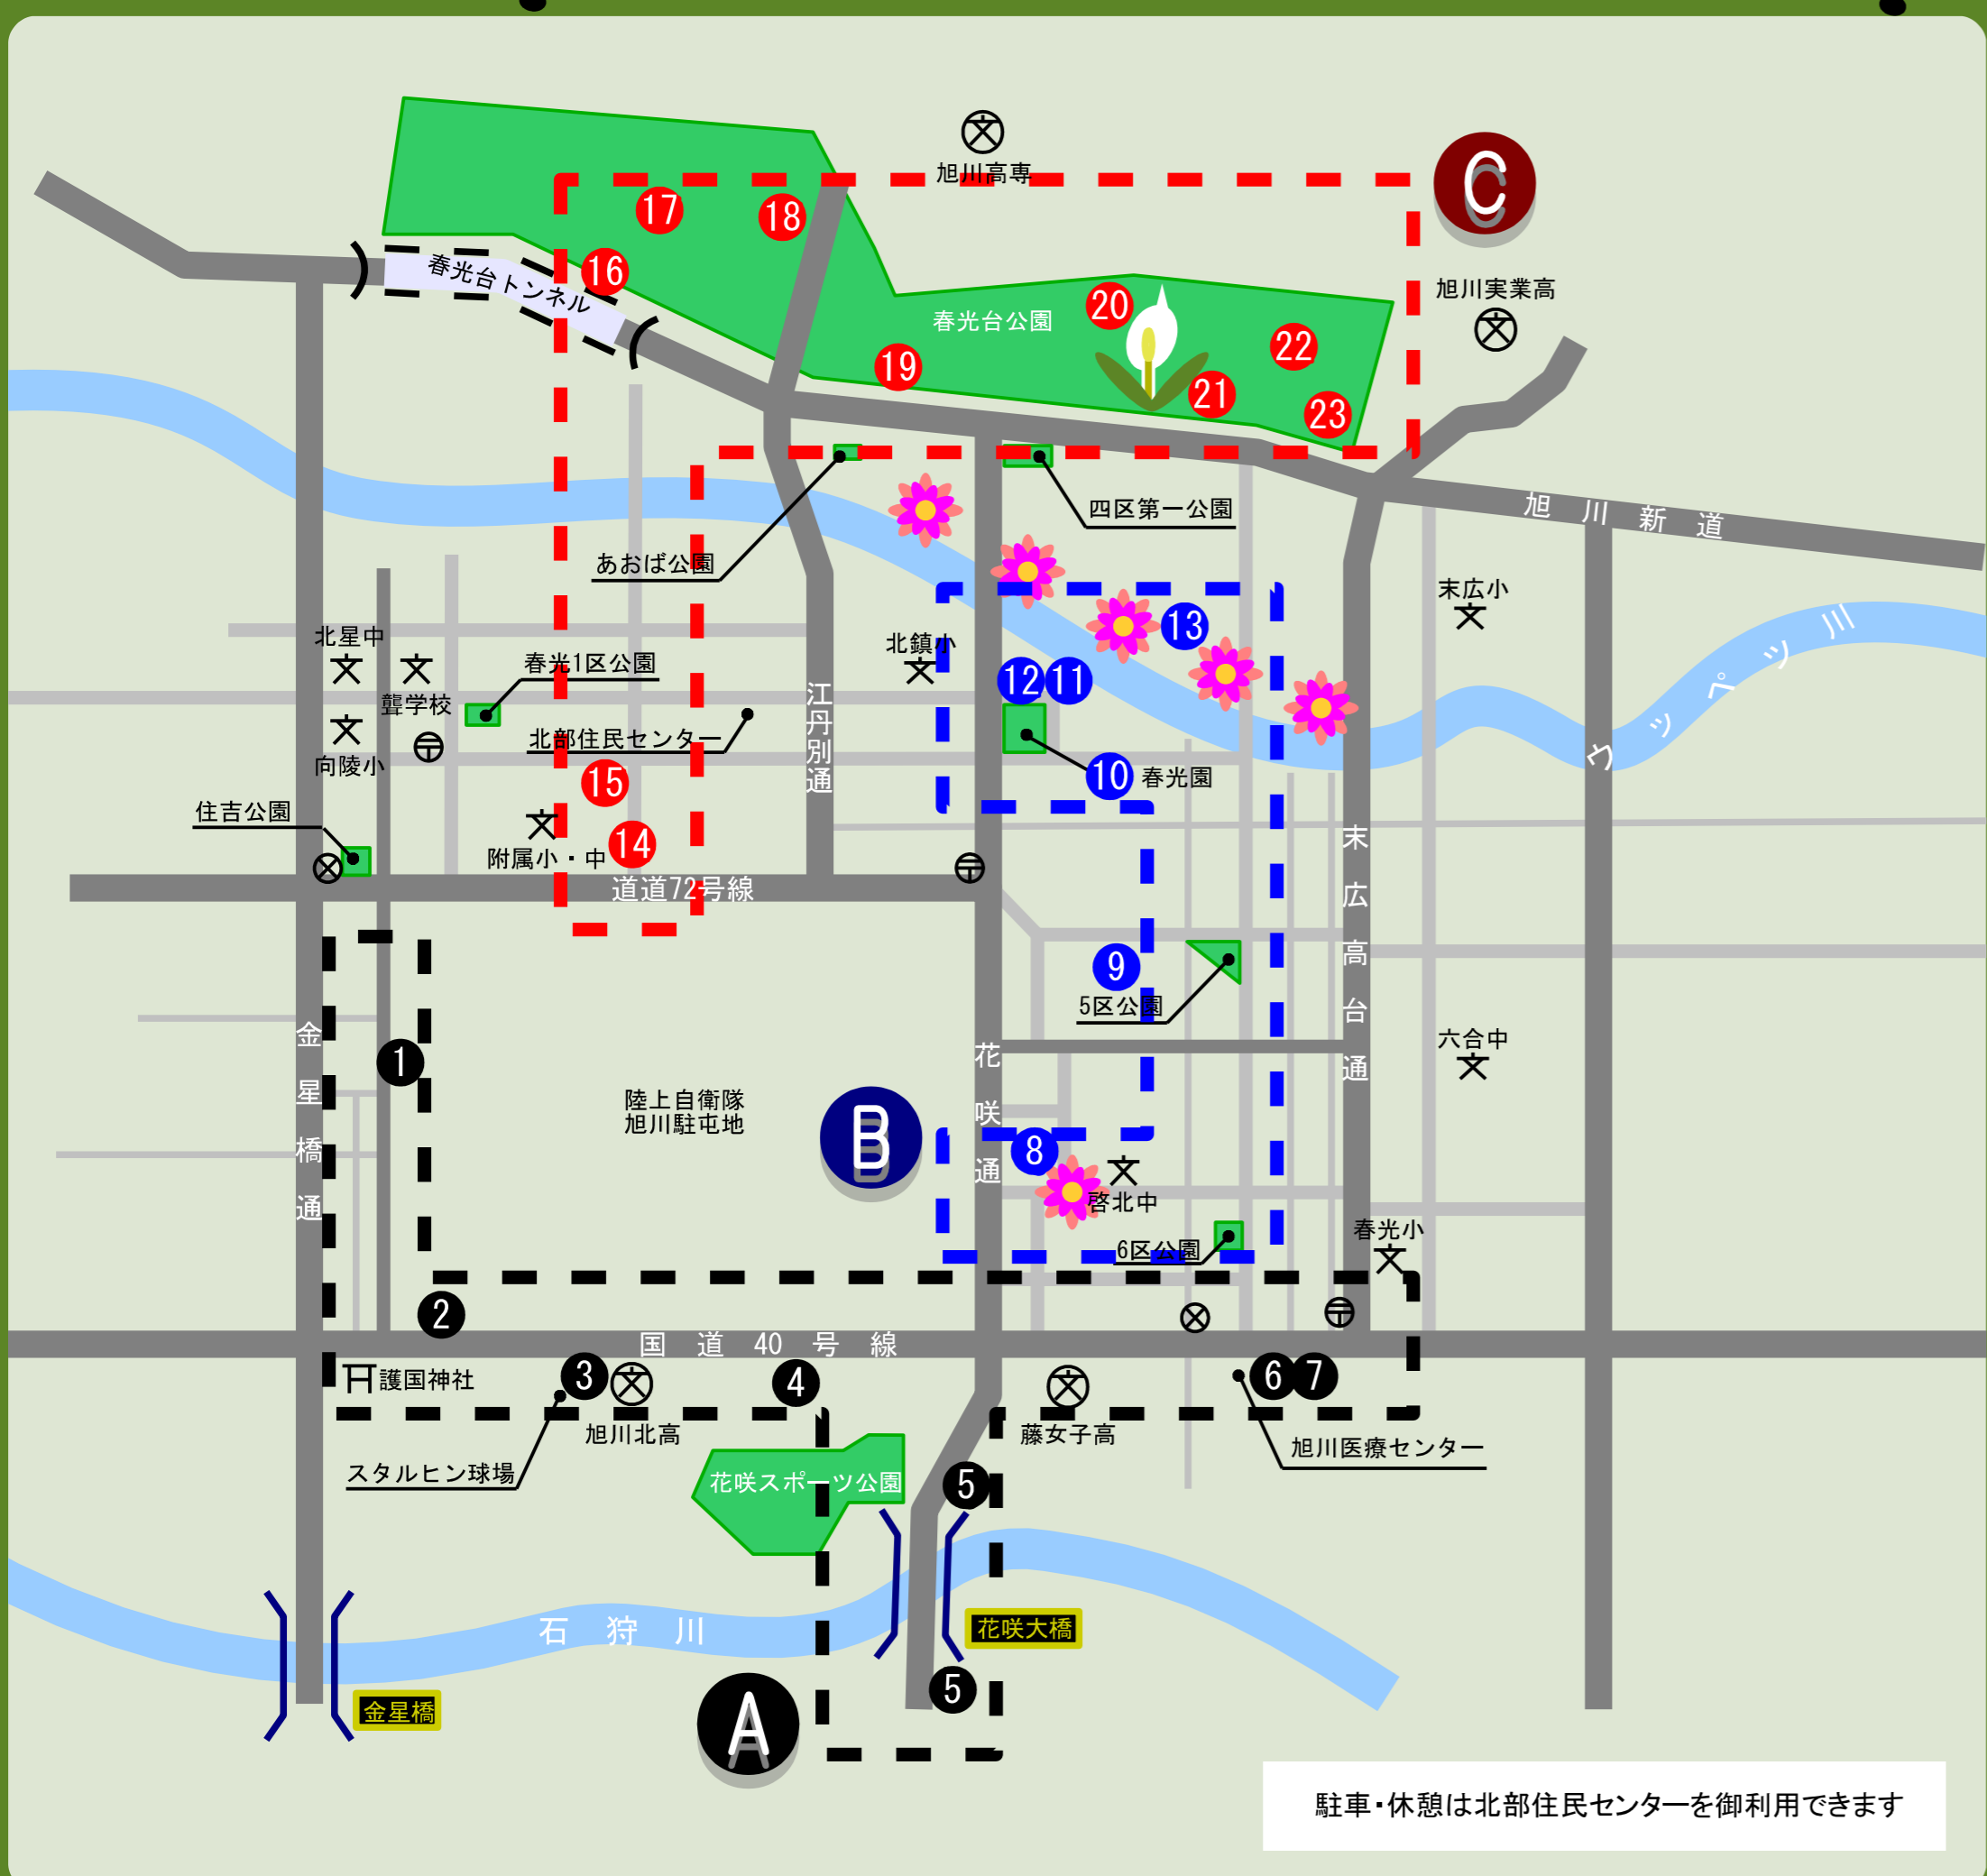 旭川高専
C
17
18
16
春光台トンネル
旭川実業高
20
春光台公園
22
19
21
23
旭川新道
四区第一公園
あおば公園
末広小
北星中
北鎮小
13
ウッペツ川
春光1区公園
聾学校
12
11
江丹別通
北部住民センター
向陵小
15
10
春光園
住吉公園
14
附属小・中
道道72号線
末広高台通
9
5区公園
金星橋通
1
花咲通
六合中
陸上自衛隊
旭川駐屯地
B
8
啓北中
春光小
6区公園
2
国道40号線
護国神社
3
4
6
7
旭川北高
藤女子高
旭川医療センター
スタルヒン球場
花咲スポーツ公園
5
石狩川
花咲大橋
5
金星橋
A
駐車・休憩は北部住民センターを御利用できます